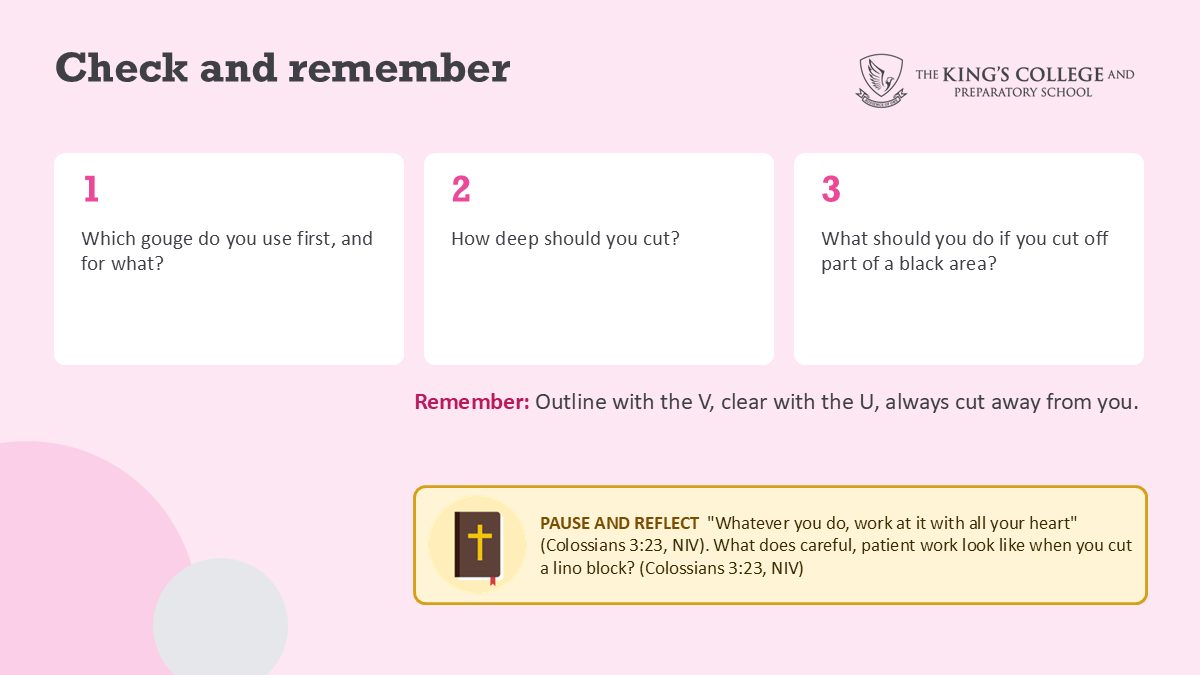 Check and remember
THE KING'S COLLEGE AND
PREPARATORY SCHOOL
1
Which gouge do you use first, and
for what?
2
How deep should you cut?
3
What should you do if you cut off
part of a black area?
Remember: Outline with the V, clear with the U, always cut away from you.
PAUSE AND REFLECT "Whatever you do, work at it with all your heart"
(Colossians 3:23, NIV). What does careful, patient work look like when you cut
a lino block? (Colossians 3:23, NIV)